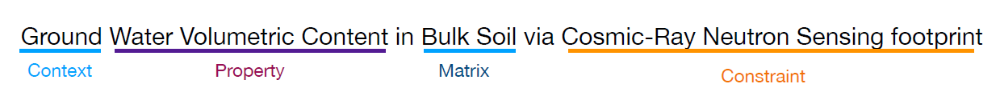 Ground Water Volumetric Content in Bulk Soil via Cosmic-Ray Neutron Sensing footprint
Context Property Matrix Constraint